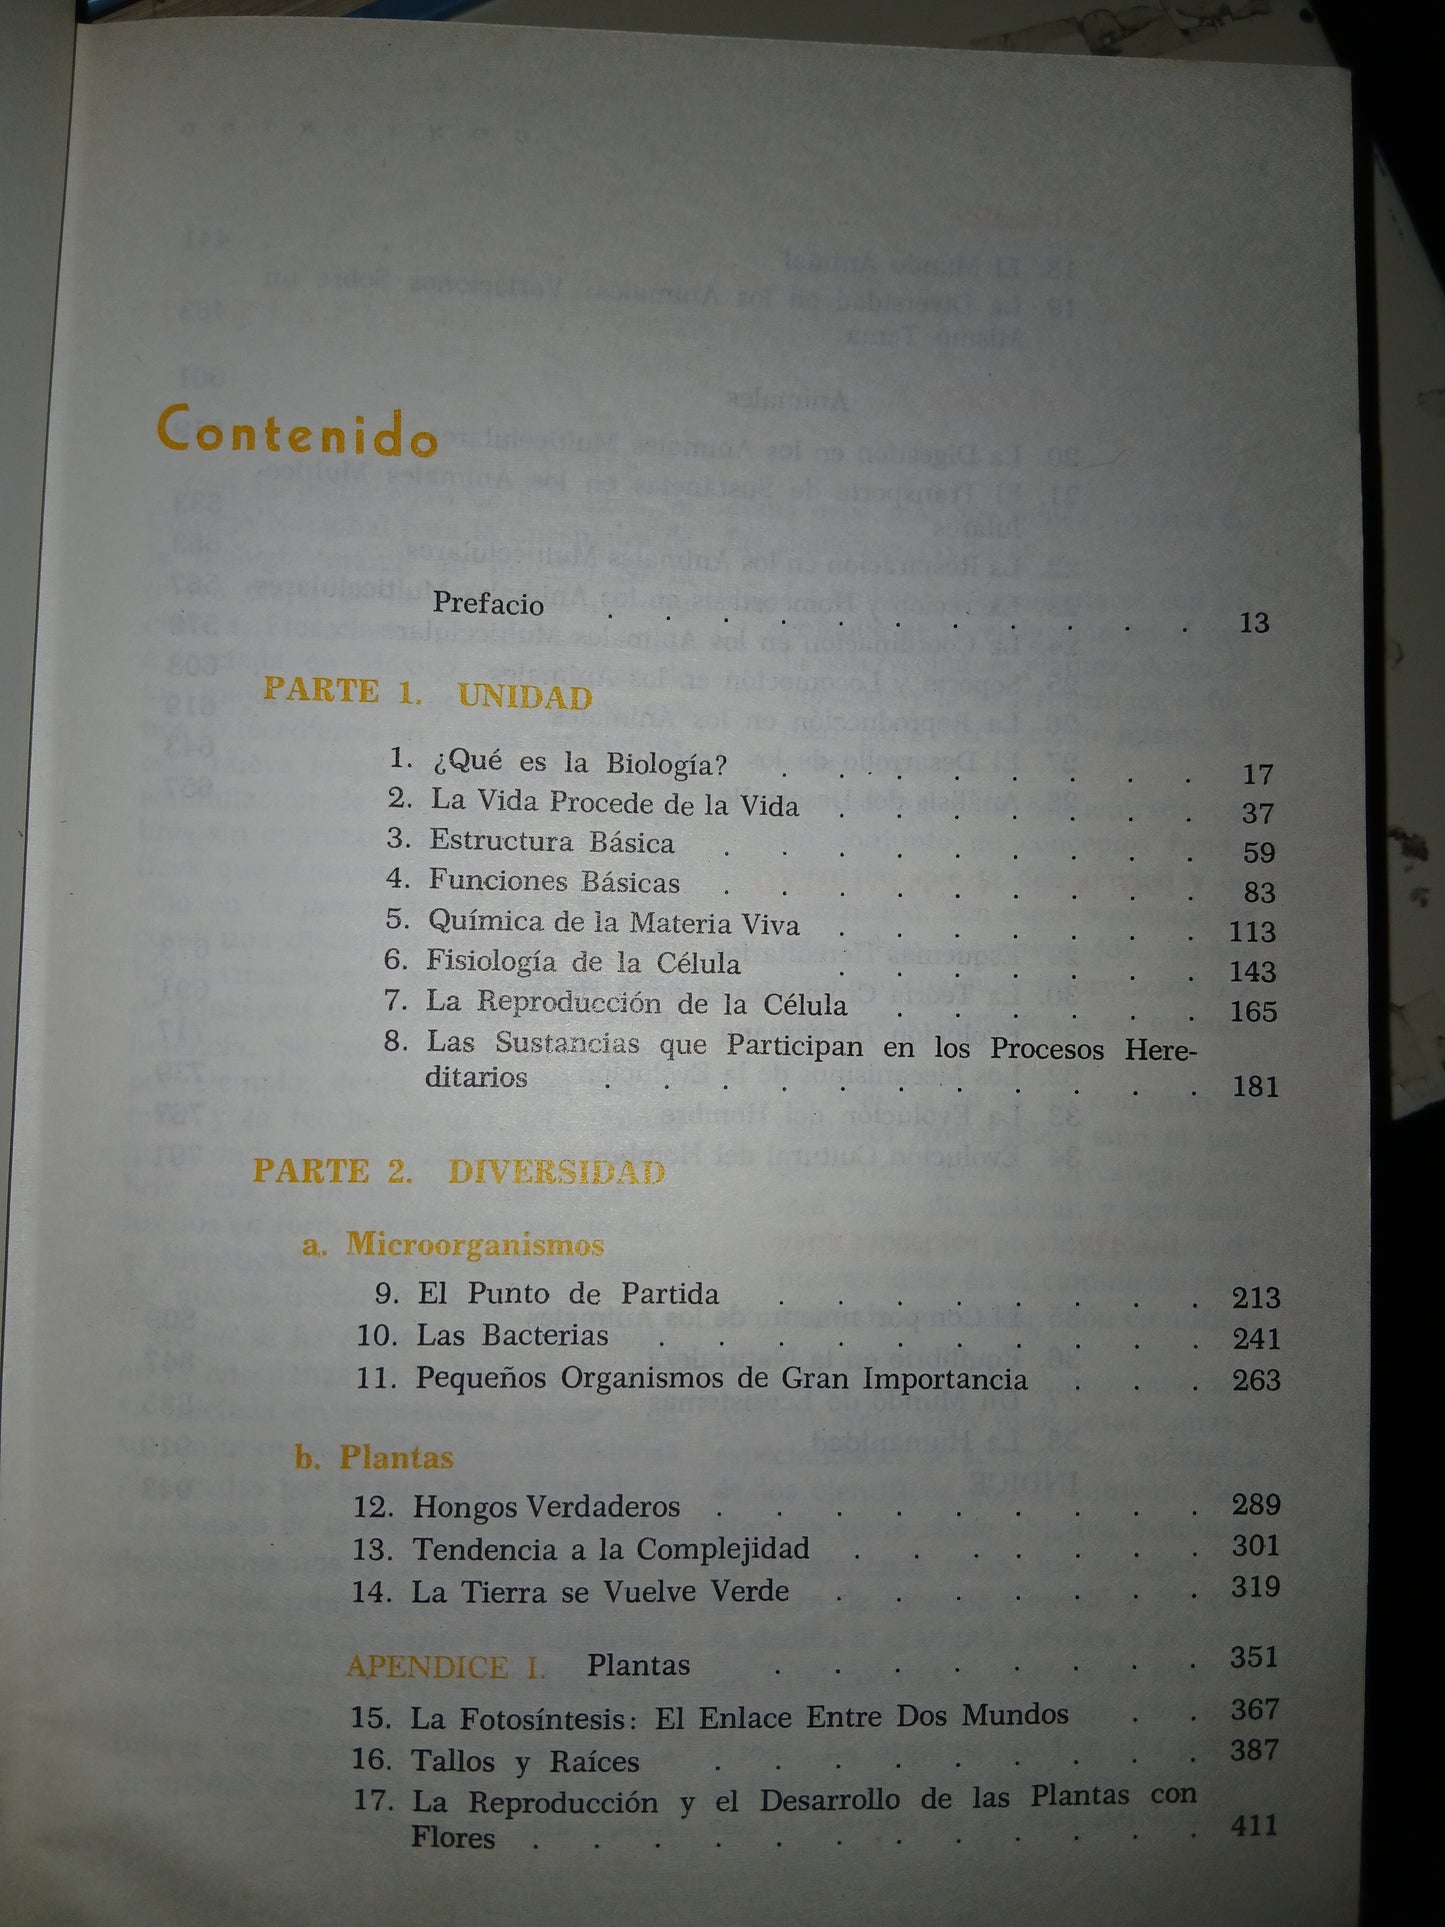 Contenido
Prefacio . . . . . . . . . . . 13
PARTE 1. UNIDAD
1. ¿Qué es la Biología? . . . . . . . . 17
2. La Vida Procede de la Vida . . . . . . . 37
3. Estructura Básica . . . . . . . . . 59
4. Funciones Básicas . . . . . . . . . 83
5. Química de la Materia Viva . . . . . . . 113
6. Fisiología de la Célula . . . . . . . 143
7. La Reproducción de la Célula . . . . . . 165
8. Las Sustancias que Participan en los Procesos Here-
ditarios . . . . . . . . . . . 181
PARTE 2. DIVERSIDAD
a. Microorganismos
9. El Punto de Partida . . . . . . . . 213
10. Las Bacterias . . . . . . . . . . 241
11. Pequeños Organismos de Gran Importancia . . . 263
b. Plantas
12. Hongos Verdaderos . . . . . . . . . 289
13. Tendencia a la Complejidad . . . . . . . 301
14. La Tierra se Vuelve Verde . . . . . . . 319
APENDICE I. Plantas . . . . . . . . 351
15. La Fotosíntesis: El Enlace Entre Dos Mundos . . 367
16. Tallos y Raíces . . . . . . . . . 387
17. La Reproducción y el Desarrollo de las Plantas con
Flores . . . . . . . . . . . . 411